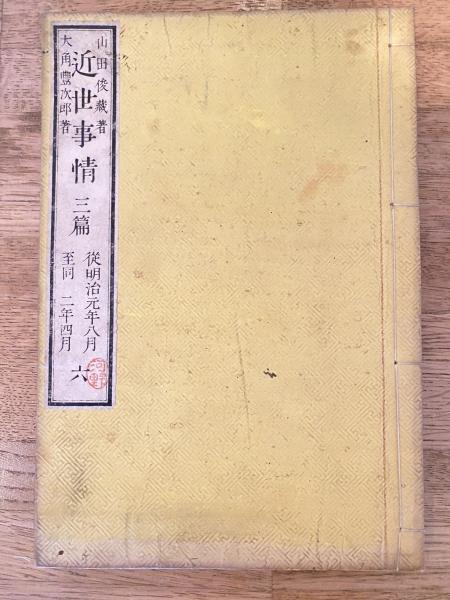 山田俊藏著
大角豐次郎著
近世事情 三篇
從明治元年八月
至同 二年四月
六